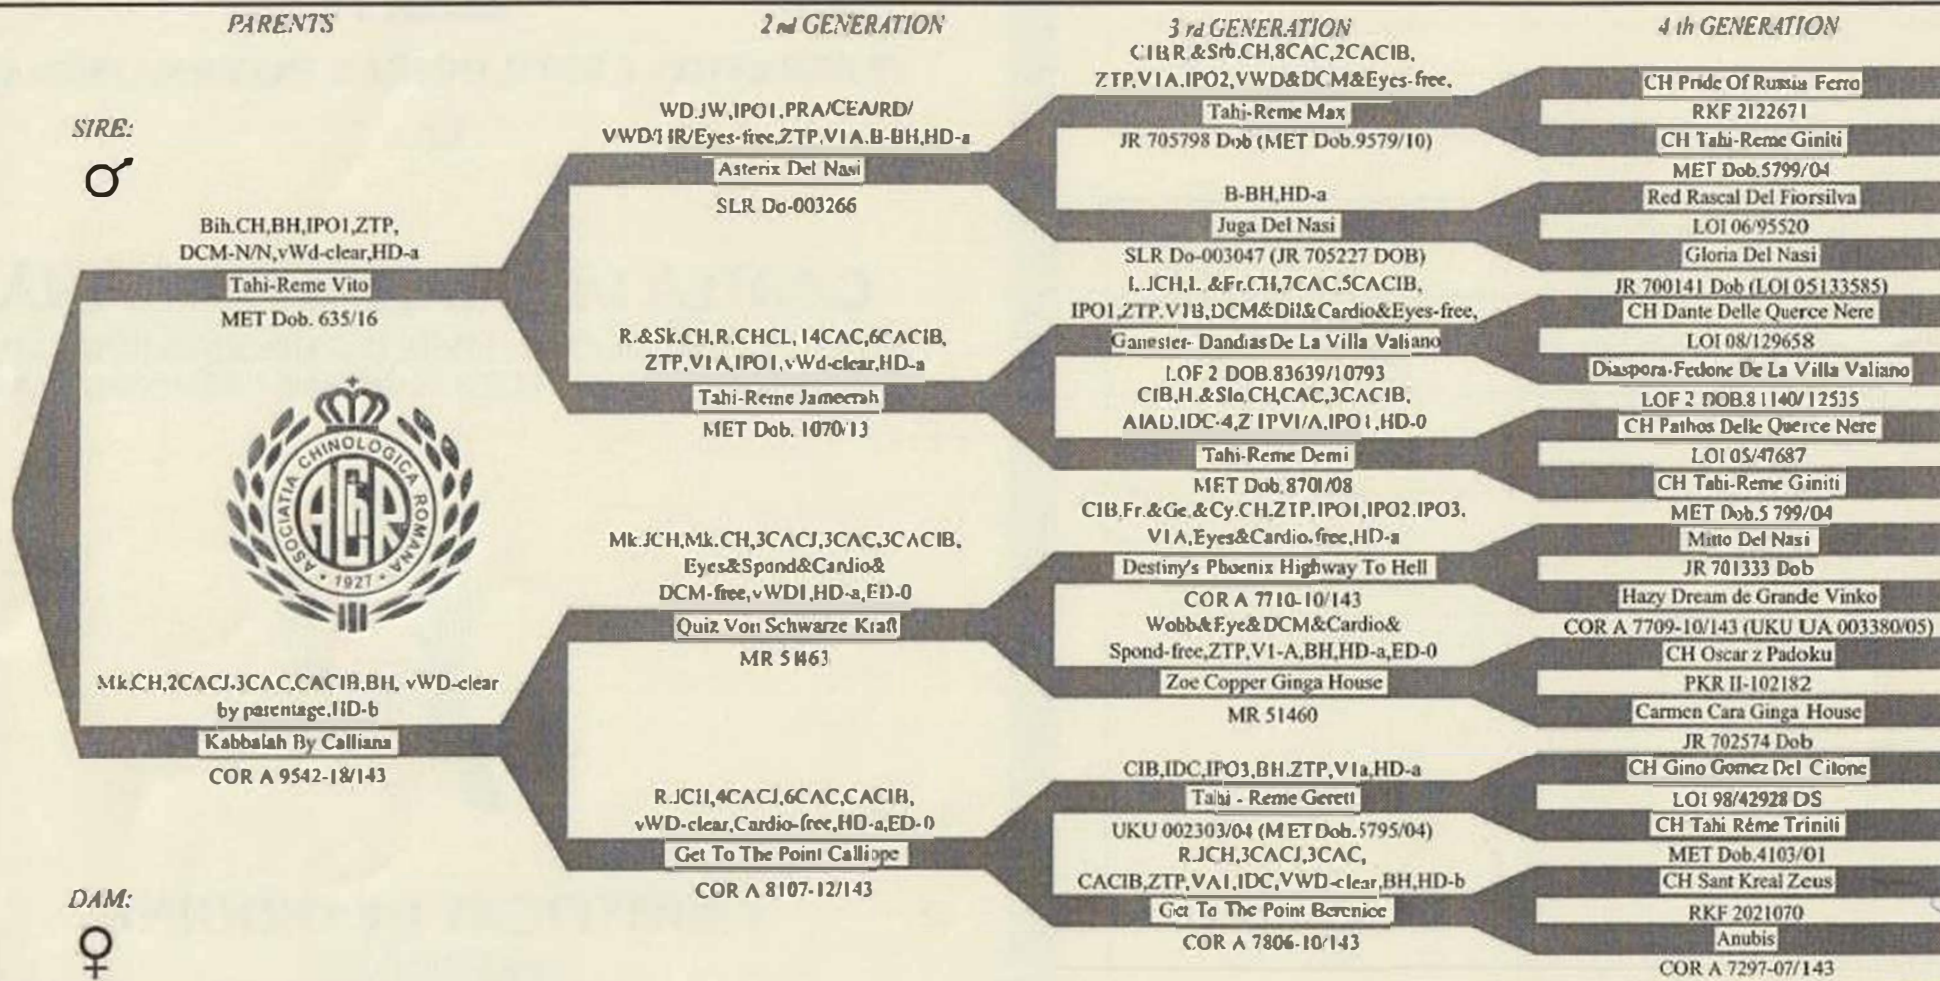 PARENTS
2nd GENERATION
3 rd GENERATION
4 th GENERATION
SIRE:
Bih.CH,BH,IPO1,ZTP,
DCM-N/N,vWd-clear,HD-a
Tahi-Reme Vito
MET Dob. 635/16
ASOCIATIA CHINOLOGICA ROMANA
AChR
• 1927 •
Mk.CH,2CACJ,3CAC,CACIB,BH, vWD-clear
by parentage,HD-b
Kabbalah By Calliana
COR A 9542-18/143
DAM:
WD.JW,IPO1,PRA/CEA/RD/
Eyes-free,ZTP,V1A,B-BH,HD-a
Asterix Del Nasi
SLR Do-003266
R.&Sk.CH,R,CHCL,14CAC,6CACIB,
ZTP,V1A,IPO1,vWd-clear,HD-a
Tahi-Reme Jameerah
MET Dob. 1070/13
Mk.JCH,Mk.CH,3CACJ,3CAC,3CACIB,
Eyes&Spond&Cardio&
DCM-free,vWD1,HD-a,ED-0
Quiz Von Schwarze Kraft
MR 51463
R.JCH,4CACJ,6CAC,CACIB,
vWD-clear,Cardio-free,HD-a,ED-0
Get To The Point Calliope
COR A 8107-12/143
CIB,R.&Srb.CH,8CAC,2CACIB,
ZTP,V1A,IPO2,VWD&DCM&Eyes-free,
Tahi-Reme Max
JR 705798 Dob (MET Dob.9579/10)
B-BH,HD-a
Juga Del Nasi
SLR Do-003047 (JR 705227 DOB)
L.JCH,L.&Fr.CH,7CAC,5CACIB,
IPO1,ZTP,V1B,DCM&Dil&Cardio&Eyes-free,
Gangster- Dandias De La Villa Valiano
LOF 2 DOB.83639/10793
CIB,H.&Slo,CH,CAC,3CACIB,
AIAD,IDC-4,ZTPVI/A,IPO1,HD-0
Tahi-Reme Demi
MET Dob.8701/08
CIB,Fr.&Ge.&Cy.CH,ZTP,IPO1,IPO2,IPO3,
V1A,Eyes&Cardio-free,HD-a
Destiny's Phoenix Highway To Hell
COR A 7710-10/143
Wobb&Eye&DCM&Cardio&
Spond-free,ZTP,V1-A,BH,HD-a,ED-0
Zoe Copper Ginga House
MR 51460
CIB,IDC,IPO3,BH,ZTP,V1a,HD-a
Tahi - Reme Gerett
UKU 002303/04 (MET Dob.5795/04)
R.JCH,3CACJ,3CAC,
CACIB,ZTP,VA1,IDC,VWD-clear,BH,HD-b
Get To The Point Berenice
COR A 7806-10/143
CH Pride Of Russia Ferro
RKF 2122671
CH Tahi-Reme Giniti
MET Dob.5799/04
Red Rascal Del Fiorsilva
LOI 06/95520
Gloria Del Nasi
JR 700141 Dob (LOI 05133585)
CH Dante Delle Querce Nere
LOI 08/129658
Diaspora-Fedone De La Villa Valiano
LOF 2 DOB.81140/12535
CH Pathos Delle Querce Nere
LOI 05/47687
CH Tahi-Reme Giniti
MET Dob.5 799/04
Mitto Del Nasi
JR 701333 Dob
Hazy Dream de Grande Vinko
COR A 7709-10/143 (UKU UA 003380/05)
CH Oscar z Padoku
PKR II-102182
Carmen Cara Ginga House
JR 702574 Dob
CH Gino Gomez Del Citone
LOI 98/42928 DS
CH Tahi Réme Triniti
MET Dob.4103/01
CH Sant Kreal Zeus
RKF 2021070
Anubis
COR A 7297-07/143